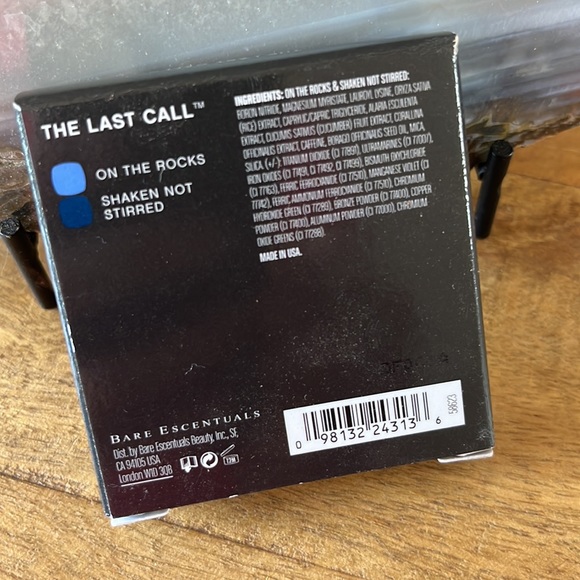 THE LAST CALL™
ON THE ROCKS
SHAKEN NOT
STIRRED
INGREDIENTS: ON THE ROCKS & SHAKEN NOT STIRRED:
BORON NITRIDE, MAGNESIUM MYRISTATE, LAUROYL LYSINE, ORYZA SATIVA
(RICE) EXTRACT, CAPRYLIC/CAPRIC TRIGLYCERIDE, ALARIA ESCULENTA
EXTRACT, CUCUMIS SATIVUS (CUCUMBER) FRUIT EXTRACT, CORALLINA
OFFICINALIS EXTRACT, CAFFEINE, BORAGO OFFICINALIS SEED OIL, MICA,
SILICA. (+/-): TITANIUM DIOXIDE (CI 77891), ULTRAMARINES (CI 77007),
IRON OXIDES (CI 77491, CI 77492, CI 77499), BISMUTH OXYCHLORIDE
(CI 77163), FERRIC FERROCYANIDE (CI 77510), MANGANESE VIOLET (CI
77742), FERRIC AMMONIUM FERROCYANIDE (CI 77510), CHROMIUM
HYDROXIDE GREEN (CI 77289), BRONZE POWDER (CI 77400), COPPER
POWDER (CI 77400), ALUMINUM POWDER (CI 77000), CHROMIUM
OXIDE GREENS (CI 77288).
MADE IN USA.
BARE ESCENTUALS
Dist. by Bare Escentuals Beauty, Inc., SF,
CA 94105 USA
London W1D 3QB
12M
0 98132 24313 6
58623